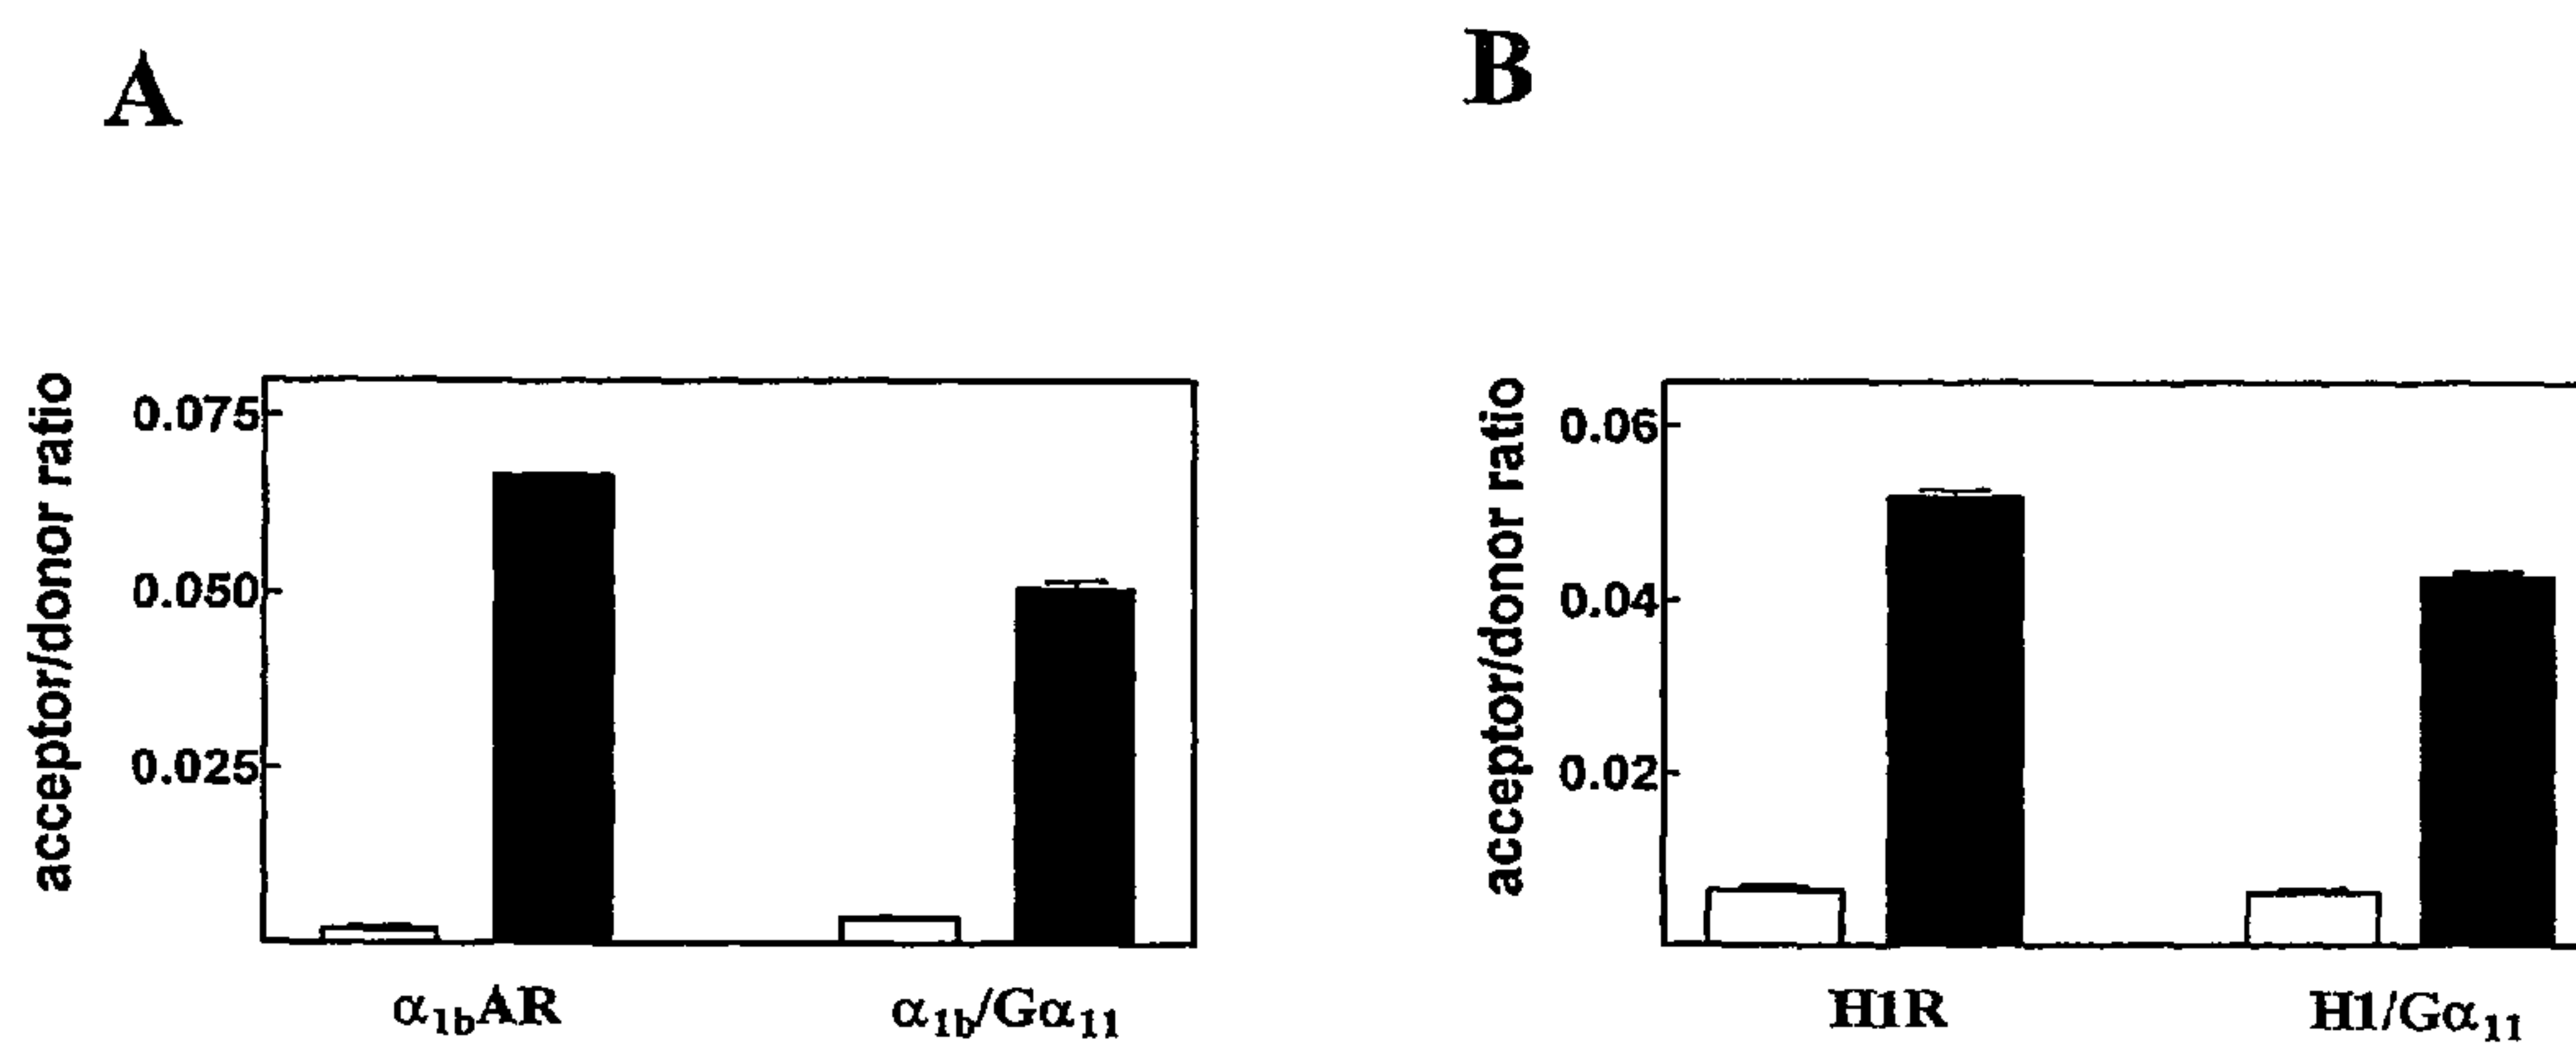 A
acceptor/donor ratio
0.075
0.050
0.025
α₁bAR
α₁b/Gα₁₁
B
acceptor/donor ratio
0.06
0.04
0.02
H1R
H1/Gα₁₁